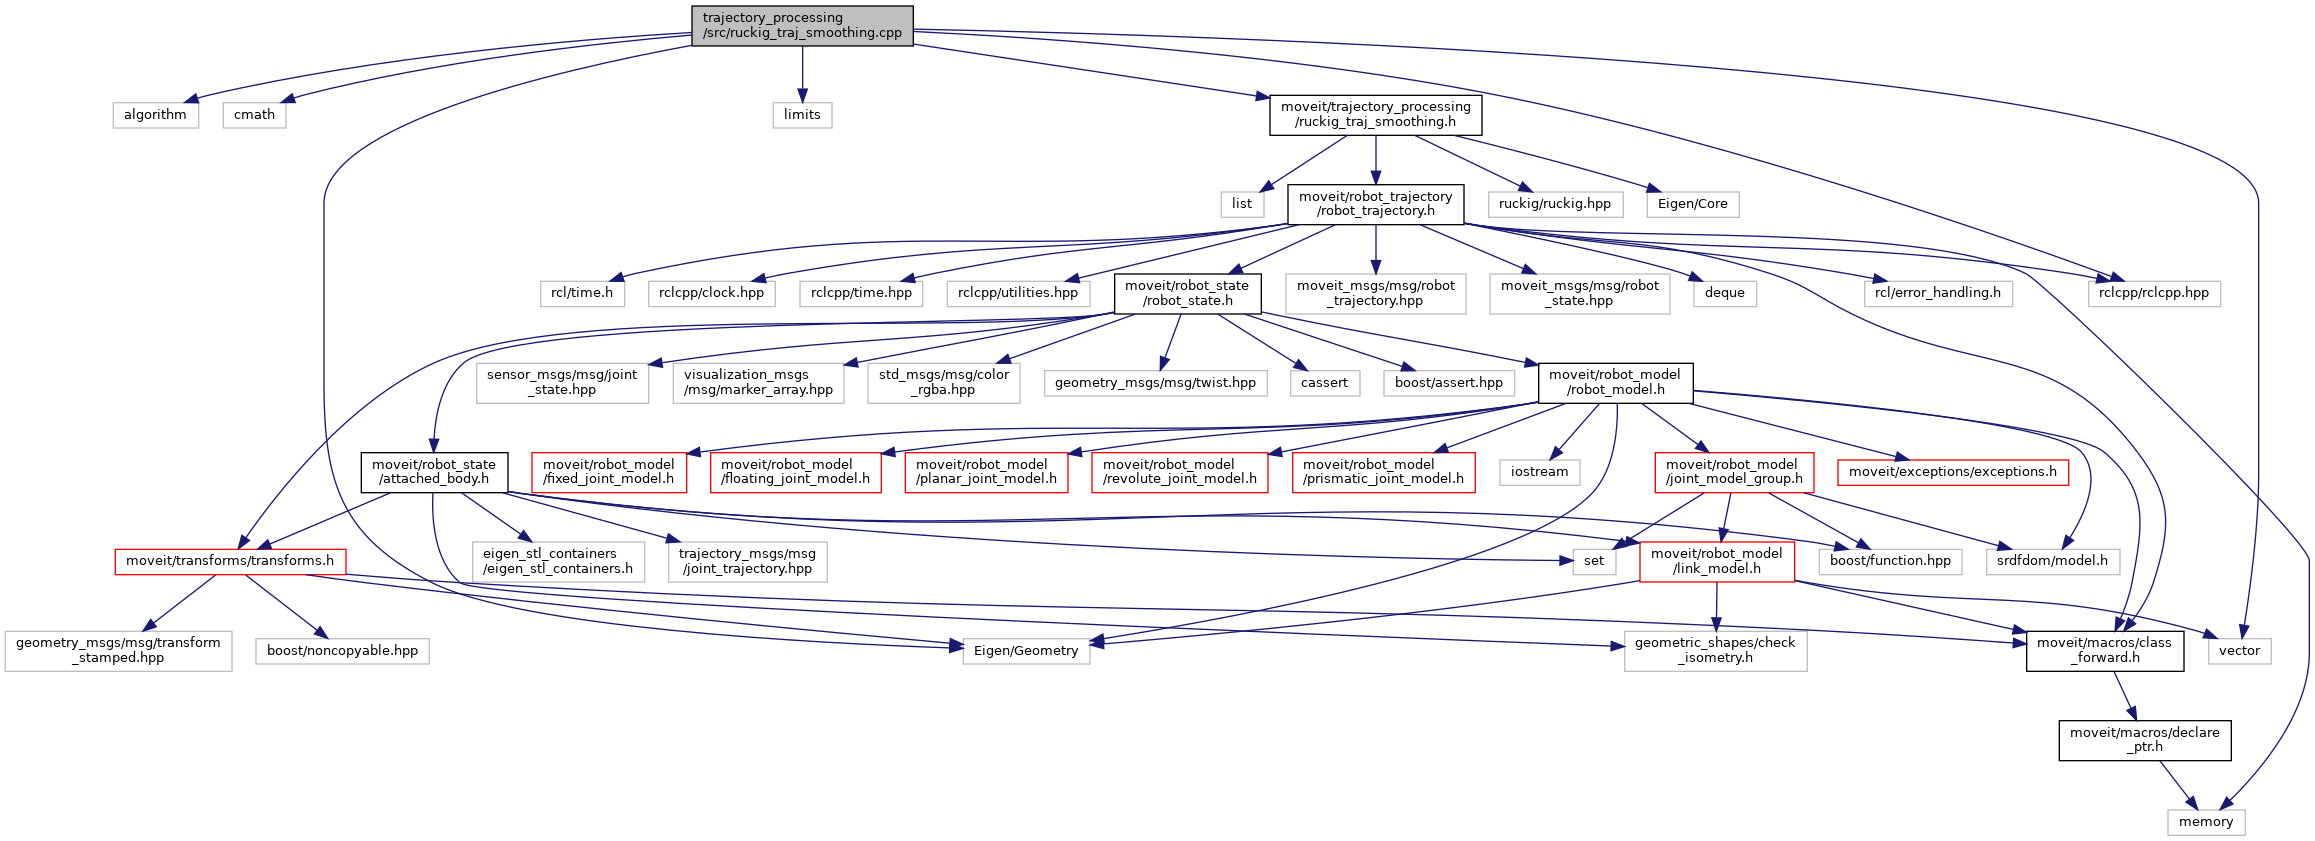 trajectory_processing
/src/ruckig_traj_smoothing.cpp
algorithm
cmath
limits
moveit/trajectory_processing
/ruckig_traj_smoothing.h
list
moveit/robot_trajectory
/robot_trajectory.h
ruckig/ruckig.hpp
Eigen/Core
rcl/time.h
rclcpp/clock.hpp
rclcpp/time.hpp
rclcpp/utilities.hpp
moveit/robot_state
/robot_state.h
moveit_msgs/msg/robot
_trajectory.hpp
moveit_msgs/msg/robot
_state.hpp
deque
rcl/error_handling.h
rclcpp/rclcpp.hpp
sensor_msgs/msg/joint
_state.hpp
visualization_msgs
/msg/marker_array.hpp
std_msgs/msg/color
_rgba.hpp
geometry_msgs/msg/twist.hpp
cassert
boost/assert.hpp
moveit/robot_model
/robot_model.h
moveit/robot_state
/attached_body.h
moveit/robot_model
/fixed_joint_model.h
moveit/robot_model
/floating_joint_model.h
moveit/robot_model
/planar_joint_model.h
moveit/robot_model
/revolute_joint_model.h
moveit/robot_model
/prismatic_joint_model.h
iostream
moveit/robot_model
/joint_model_group.h
moveit/exceptions/exceptions.h
moveit/transforms/transforms.h
eigen_stl_containers
/eigen_stl_containers.h
trajectory_msgs/msg
/joint_trajectory.hpp
set
moveit/robot_model
/link_model.h
boost/function.hpp
srdfdom/model.h
geometry_msgs/msg/transform
_stamped.hpp
boost/noncopyable.hpp
Eigen/Geometry
geometric_shapes/check
_isometry.h
moveit/macros/class
_forward.h
vector
moveit/macros/declare
_ptr.h
memory